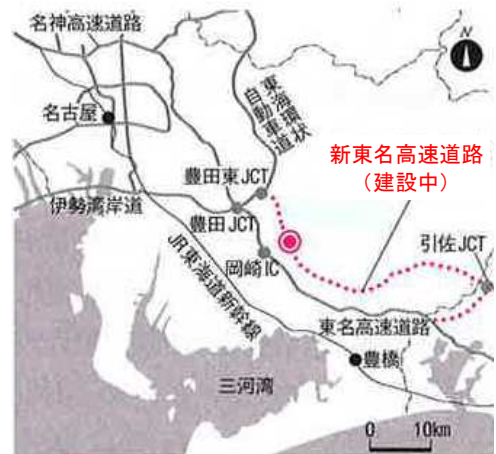 名神高速道路
名古屋
東海環状
自動車道
新東名高速道路
(建設中)
豊田東JCT
伊勢湾岸道
豊田JCT
引佐JCT
岡崎IC
JR東海道新幹線
東名高速道路
豊橋
三河湾
0 10km